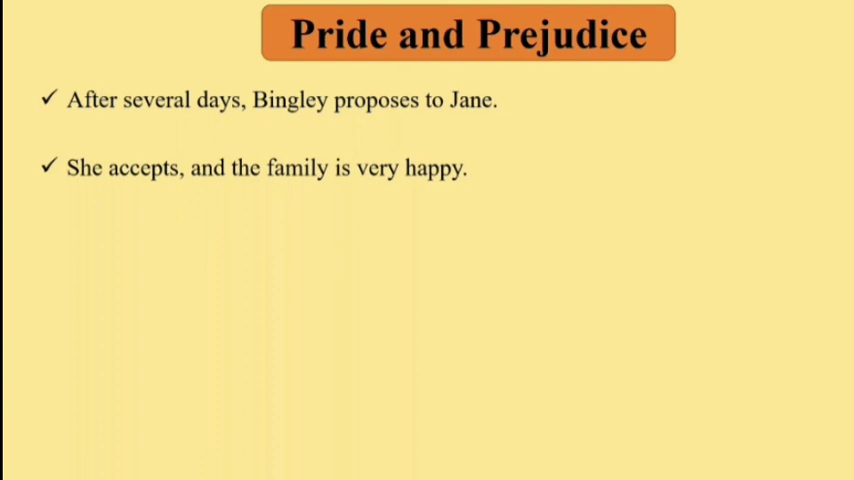 Pride and Prejudice
✓ After several days, Bingley proposes to Jane.
✓ She accepts, and the family is very happy.